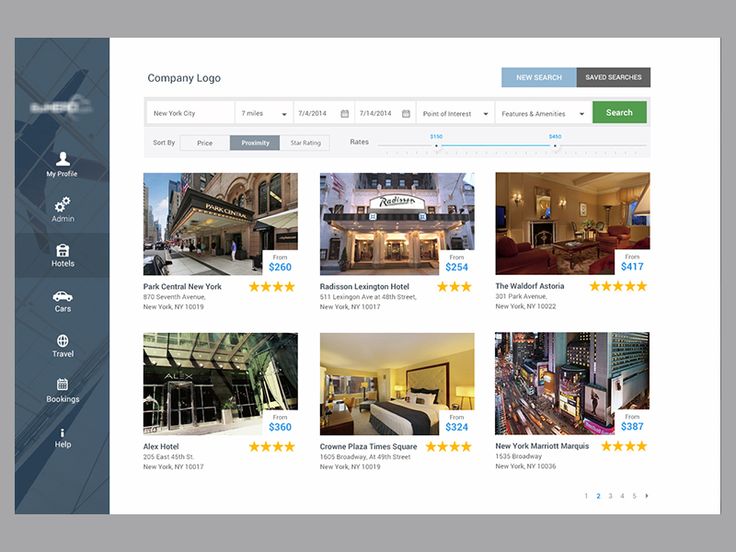 My Profile
Admin
Hotels
Cars
Travel
Bookings
Help
Company Logo
NEW SEARCH
SAVED SEARCHES
New York City
7 miles
7/4/2014
7/14/2014
Point of Interest
Features & Amenities
Search
Sort By
Price
Proximity
Star Rating
Rates
$150
$450
PARK CENTRAL
From
$260
Park Central New York
870 Seventh Avenue,
New York, NY 10019
Radisson
From
$254
Radisson Lexington Hotel
511 Lexington Ave at 48th Street,
New York, NY 10017
From
$417
The Waldorf Astoria
301 Park Avenue,
New York, NY 10022
ALEX
From
$360
Alex Hotel
205 East 45th St.
New York, NY 10017
From
$324
Crowne Plaza Times Square
1605 Broadway, At 49th Street
New York, NY 10019
From
$387
New York Marriott Marquis
1535 Broadway
New York, NY 10036
1 2 3 4 5